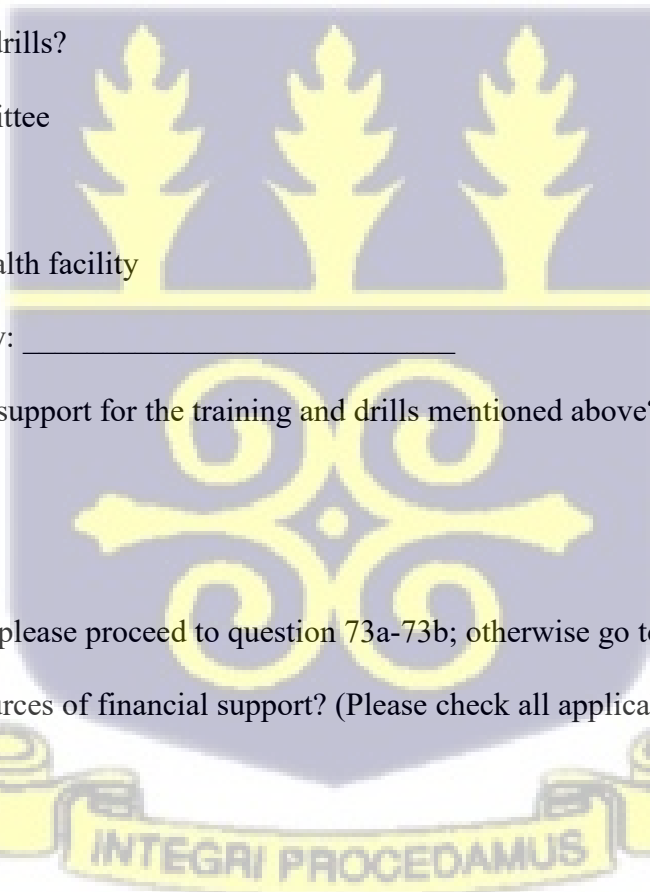 drills?
ittee
alth facility
y: ___________________________
support for the training and drills mentioned above?
please proceed to question 73a-73b; otherwise go to
urces of financial support? (Please check all applica
INTEGRI PROCEDAMUS